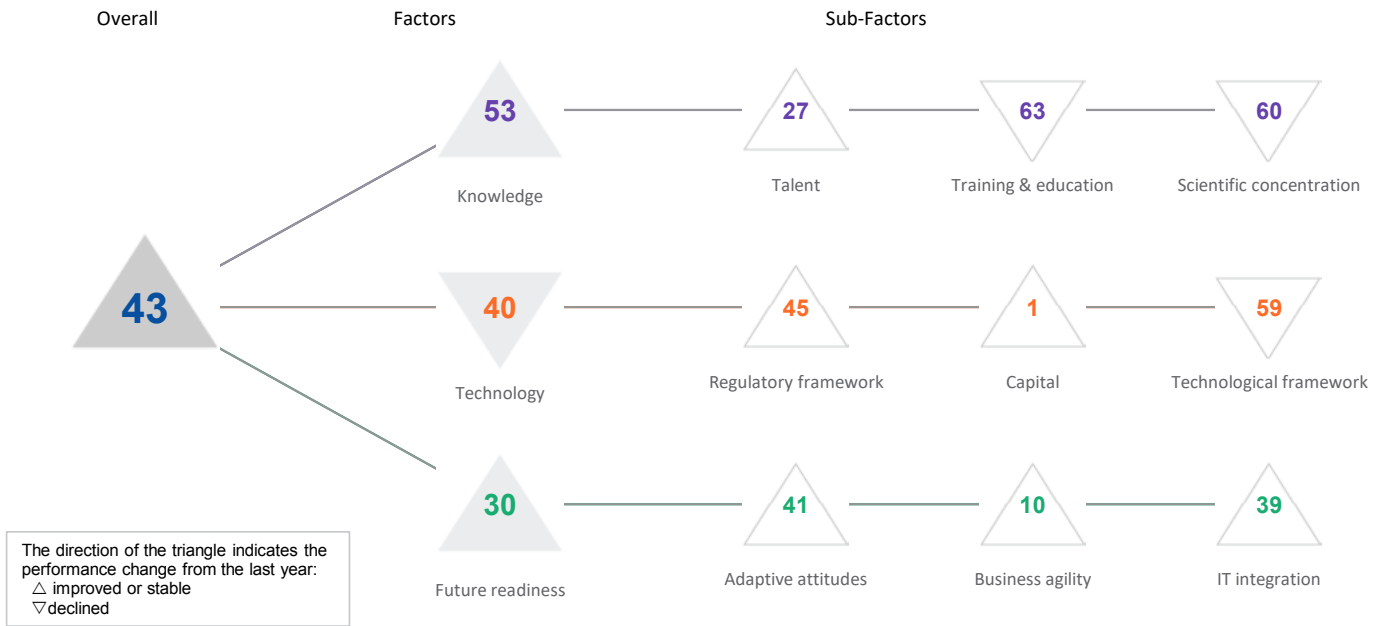 Overall
Factors
Sub-Factors
53
27
63
60
Knowledge
Talent
Training & education
Scientific concentration
43
40
45
1
59
Technology
Regulatory framework
Capital
Technological framework
30
41
10
39
Future readiness
Adaptive attitudes
Business agility
IT integration
The direction of the triangle indicates the
performance change from the last year:
△ improved or stable
▽declined